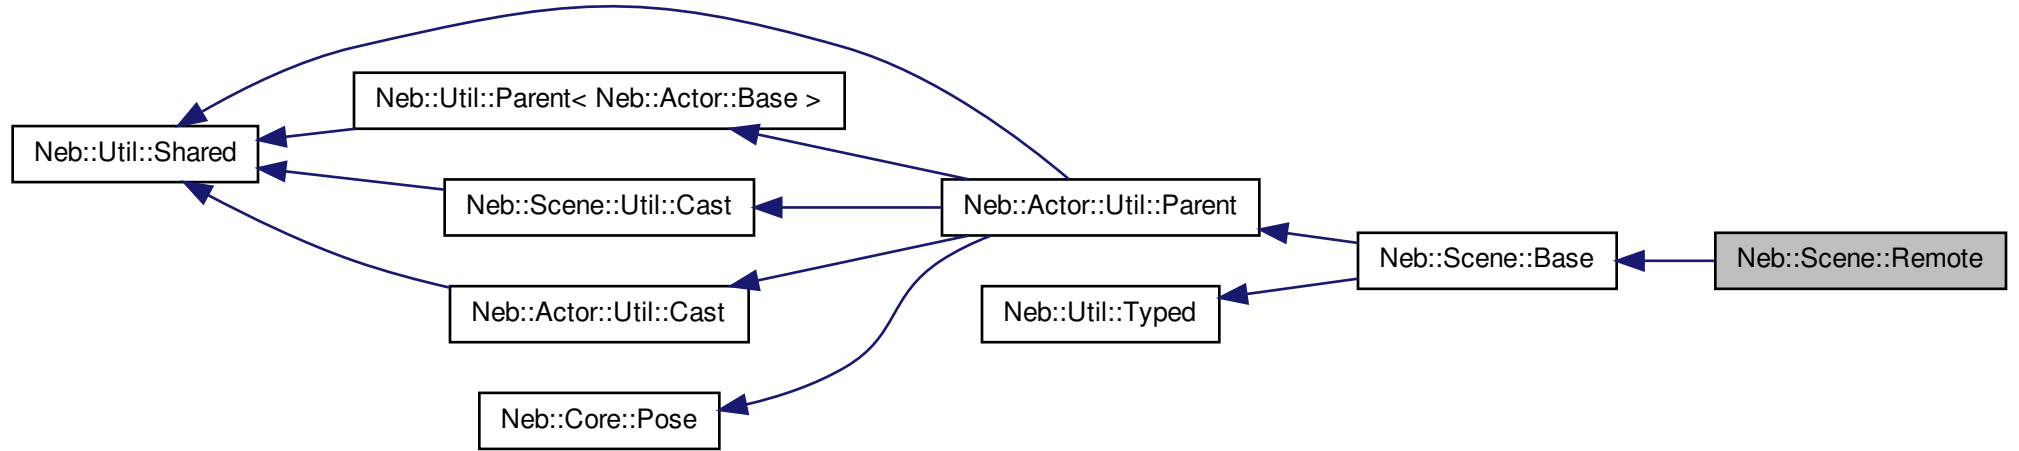 Neb::Util::Shared
Neb::Util::Parent< Neb::Actor::Base >
Neb::Scene::Util::Cast
Neb::Actor::Util::Cast
Neb::Core::Pose
Neb::Actor::Util::Parent
Neb::Util::Typed
Neb::Scene::Base
Neb::Scene::Remote